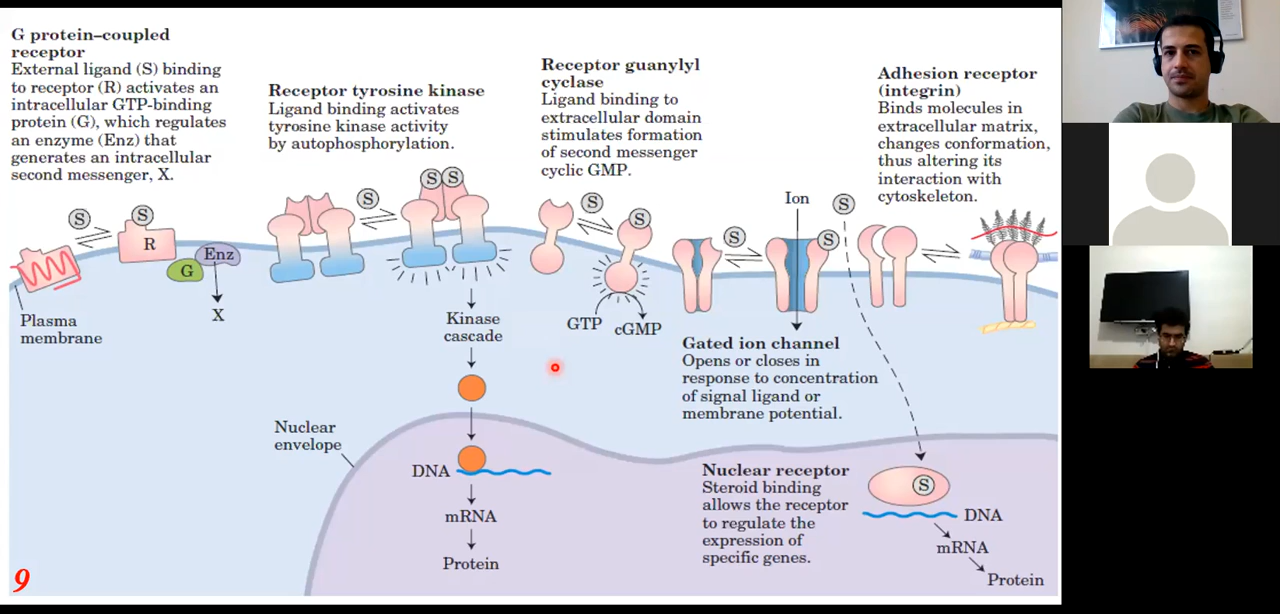 G protein–coupled
receptor
External ligand (S) binding
to receptor (R) activates an
intracellular GTP-binding
protein (G), which regulates
an enzyme (Enz) that
generates an intracellular
second messenger, X.
Receptor tyrosine kinase
Ligand binding activates
tyrosine kinase activity
by autophosphorylation.
Receptor guanylyl
cyclase
Ligand binding to
extracellular domain
stimulates formation
of second messenger
cyclic GMP.
Adhesion receptor
(integrin)
Binds molecules in
extracellular matrix,
changes conformation,
thus altering its
interaction with
cytoskeleton.
S
S
R
G
Enz
X
Plasma
membrane
S
S S
Kinase
cascade
S
S
GTP
cGMP
S
Ion
S
S
Gated ion channel
Opens or closes in
response to concentration
of signal ligand or
membrane potential.
Nuclear
envelope
DNA
mRNA
Protein
Nuclear receptor
Steroid binding
allows the receptor
to regulate the
expression of
specific genes.
S
DNA
mRNA
Protein
9